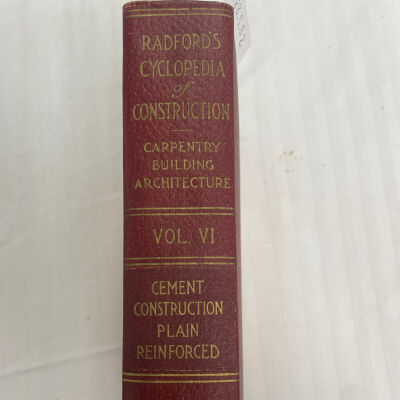 RADFORD'S
CYCLOPEDIA
of
CONSTRUCTION
CARPENTRY
BUILDING
ARCHITECTURE
VOL. VI
CEMENT
CONSTRUCTION
PLAIN
REINFORCED